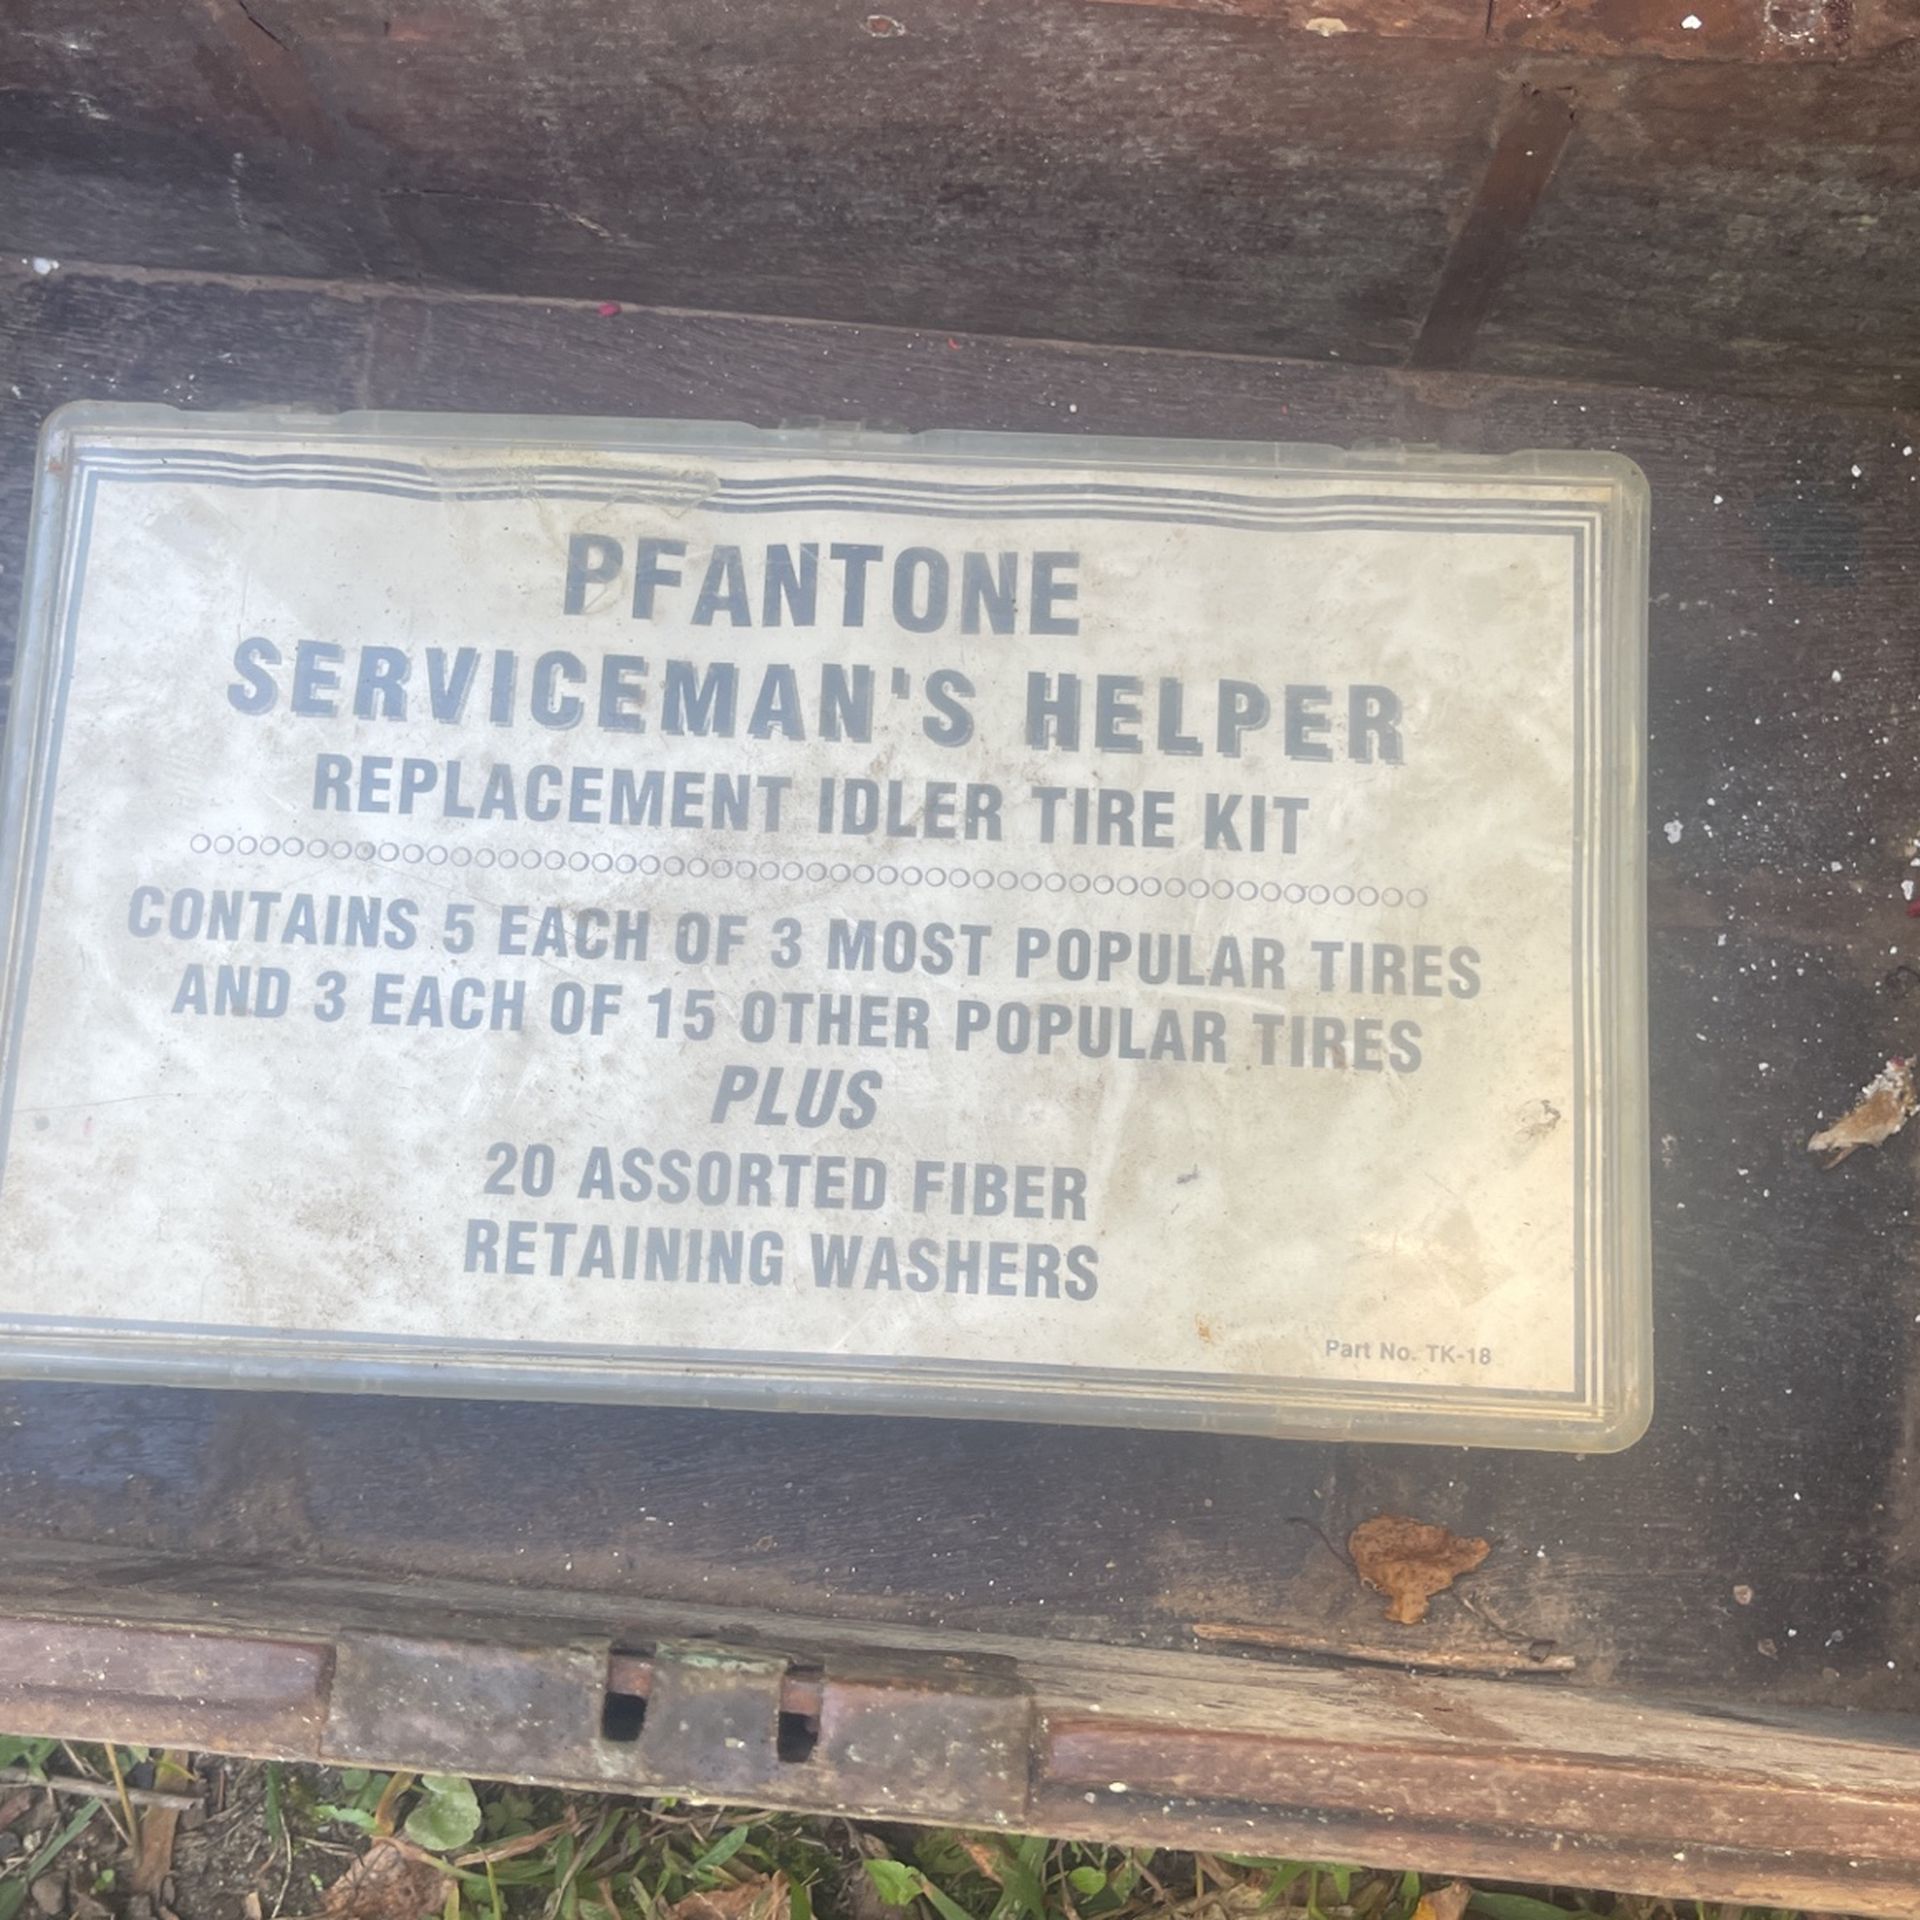 PFANTONE
SERVICEMAN'S HELPER
REPLACEMENT IDLER TIRE KIT
CONTAINS 5 EACH OF 3 MOST POPULAR TIRES
AND 3 EACH OF 15 OTHER POPULAR TIRES
PLUS
20 ASSORTED FIBER
RETAINING WASHERS
Part No. TK-18